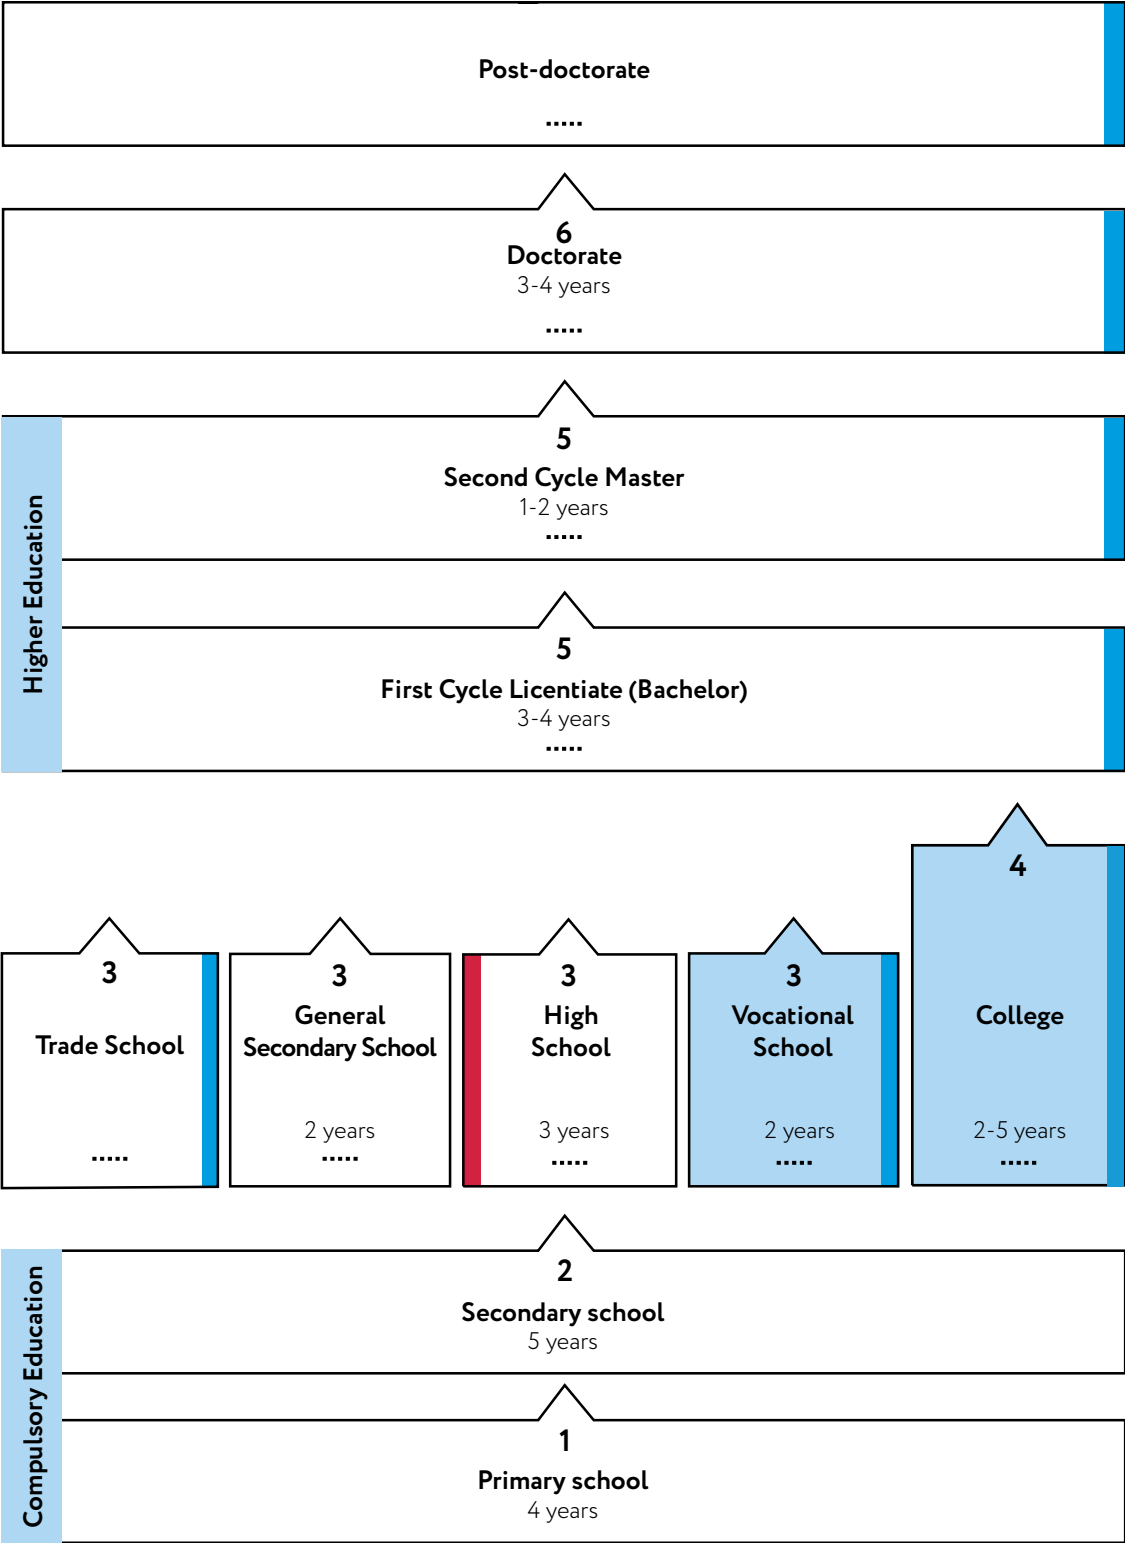 Post-doctorate
.....
6
Doctorate
3-4 years
.....
Higher Education
5
Second Cycle Master
1-2 years
.....
5
First Cycle Licentiate (Bachelor)
3-4 years
.....
3
Trade School
.....
3
General
Secondary School
2 years
.....
3
High
School
3 years
.....
3
Vocational
School
2 years
.....
4
College
2-5 years
.....
Compulsory Education
2
Secondary school
5 years
1
Primary school
4 years